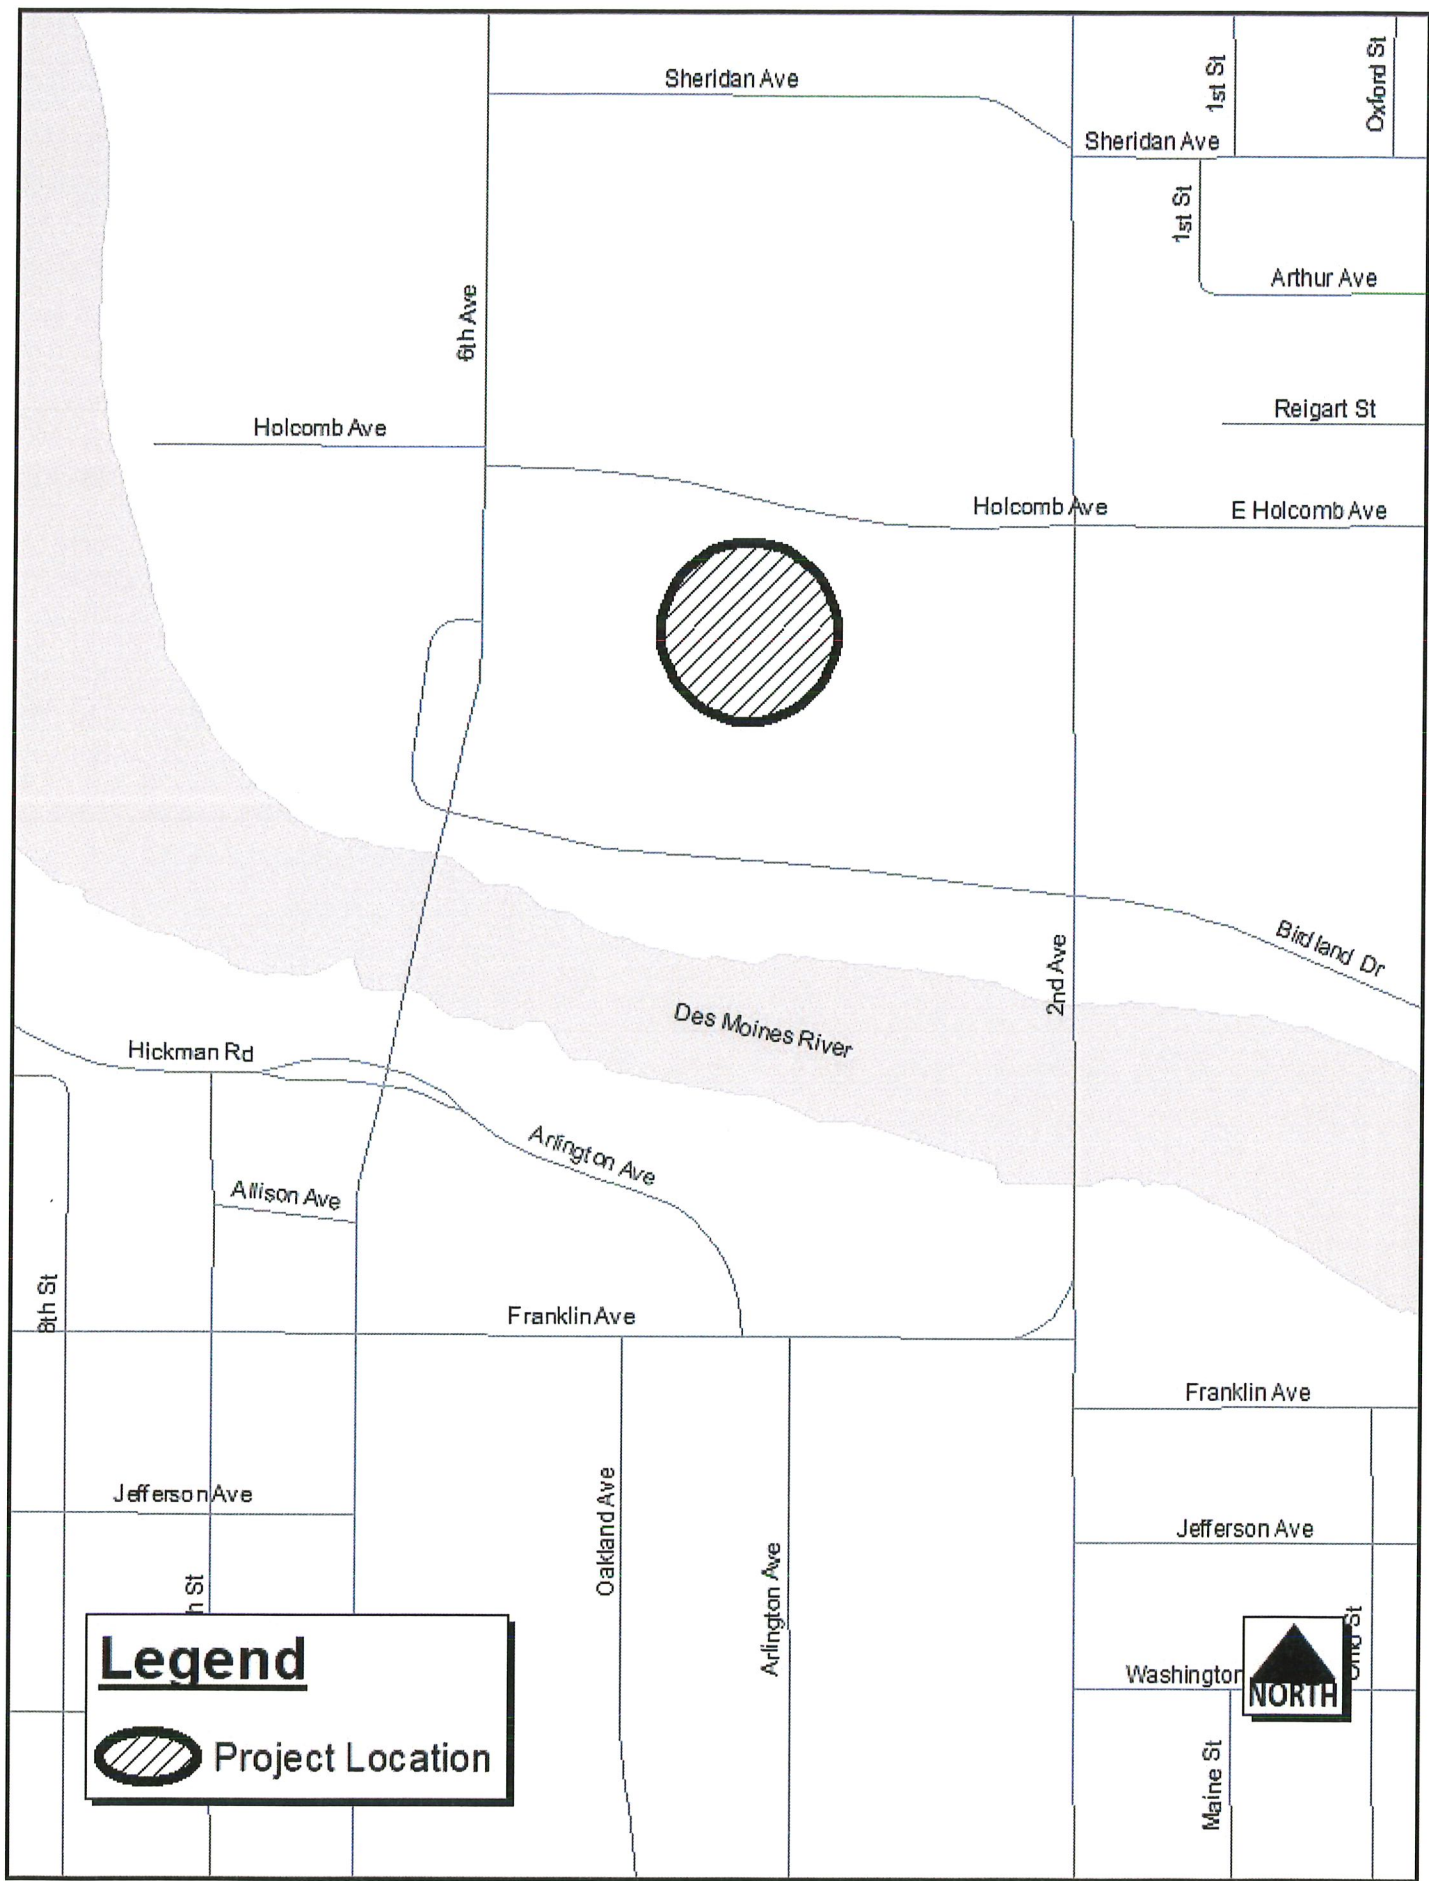 Sheridan Ave
1st St
Oxford St
Sheridan Ave
1st St
Arthur Ave
6th Ave
Reigart St
Holcomb Ave
Holcomb Ave
E Holcomb Ave
Birdland Dr
2nd Ave
Des Moines River
Hickman Rd
Arlington Ave
Allison Ave
8th St
Franklin Ave
Franklin Ave
Jefferson Ave
Oakland Ave
Jefferson Ave
Arlington Ave
h St
St
Legend
Washington
NORTH
Project Location
Maine St